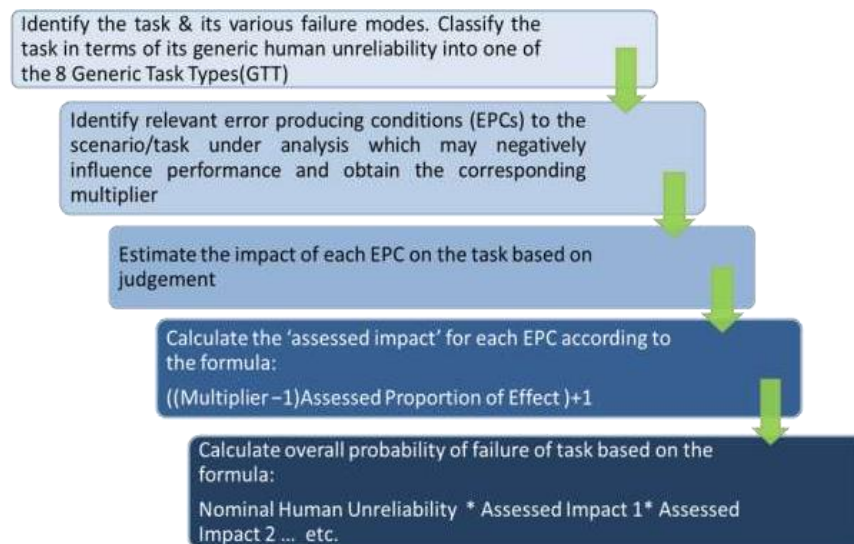 Identify the task & its various failure modes. Classify the
task in terms of its generic human unreliability into one of
the 8 Generic Task Types(GTT)
Identify relevant error producing conditions (EPCs) to the
scenario/task under analysis which may negatively
influence performance and obtain the corresponding
multiplier
Estimate the impact of each EPC on the task based on
judgement
Calculate the ‘assessed impact’ for each EPC according to
the formula:
((Multiplier –1)Assessed Proportion of Effect )+1
Calculate overall probability of failure of task based on the
formula:
Nominal Human Unreliability * Assessed Impact 1* Assessed
Impact 2 ... etc.